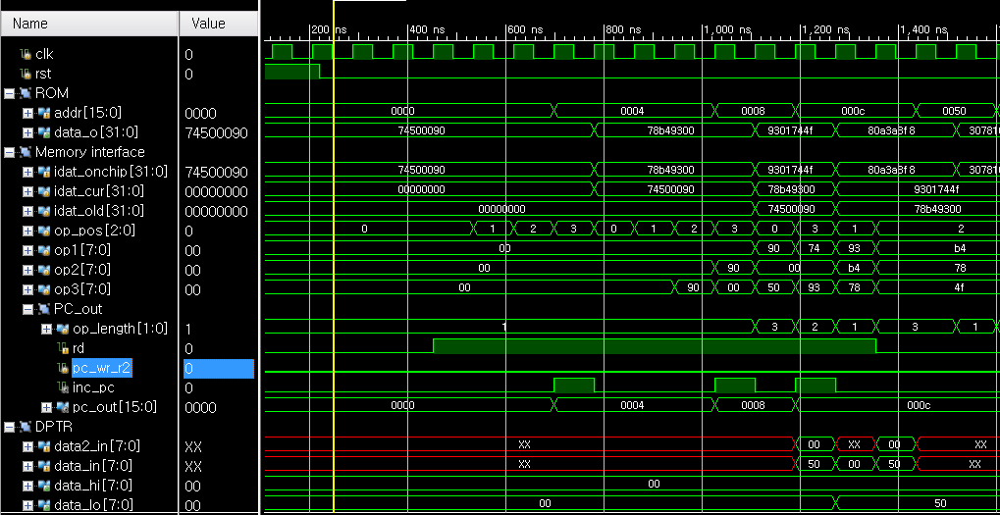 Name Value 200 ns 400 ns 600 ns 800 ns 1,000 ns 1,200 ns 1,400 ns
clk 0
rst 0
ROM
addr[15:0] 0000 0000 0004 0008 000c 0050
data_o[31:0] 74500090 74500090 78b49300 9301744f 80a3a3f8 307810
Memory interface
idat_onchip[31:0] 74500090 74500090 78b49300 9301744f 80a3a3f8 307810
idat_cur[31:0] 00000000 00000000 74500090 78b49300 9301744f
idat_old[31:0] 00000000 00000000 74500090 78b49300
op_pos[2:0] 0 0 1 2 3 0 1 2 3 0 3 1 2
op1[7:0] 00 00 90 74 93 b4
op2[7:0] 00 00 90 00 b4 78
op3[7:0] 00 00 90 00 50 93 78 4f
PC_out
op_length[1:0] 1 1 3 2 1 3 1
rd 0
pc_wr_r2 0
inc_pc 0
pc_out[15:0] 0000 0000 0004 0008 000c
DPTR
data2_in[7:0] XX XX 00 XX 00 XX
data_in[7:0] XX XX 50 00 50 XX
data_hi[7:0] 00 00
data_lo[7:0] 00 00 50